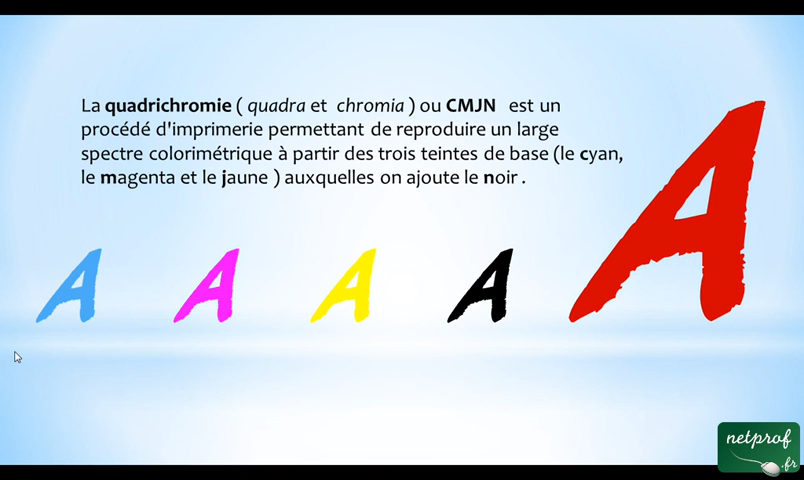 La quadrichromie ( quadra et chromia ) ou CMJN est un
procédé d'imprimerie permettant de reproduire un large
spectre colorimétrique à partir des trois teintes de base (le cyan,
le magenta et le jaune ) auxquelles on ajoute le noir .
A A A A A
netprof
.fr